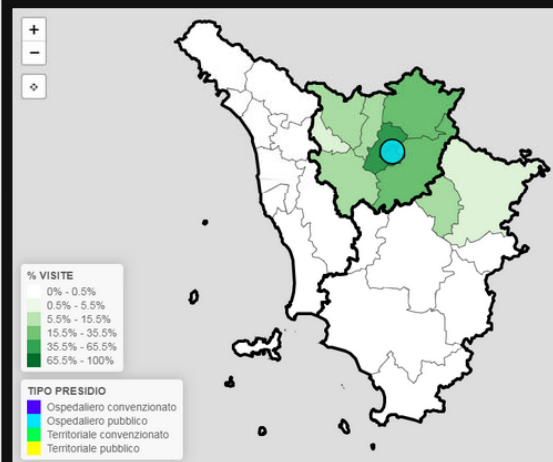 +
−
% VISITE
0% - 0.5%
0.5% - 5.5%
5.5% - 15.5%
15.5% - 35.5%
35.5% - 65.5%
65.5% - 100%
TIPO PRESIDIO
Ospedaliero convenzionato
Ospedaliero pubblico
Territoriale convenzionato
Territoriale pubblico